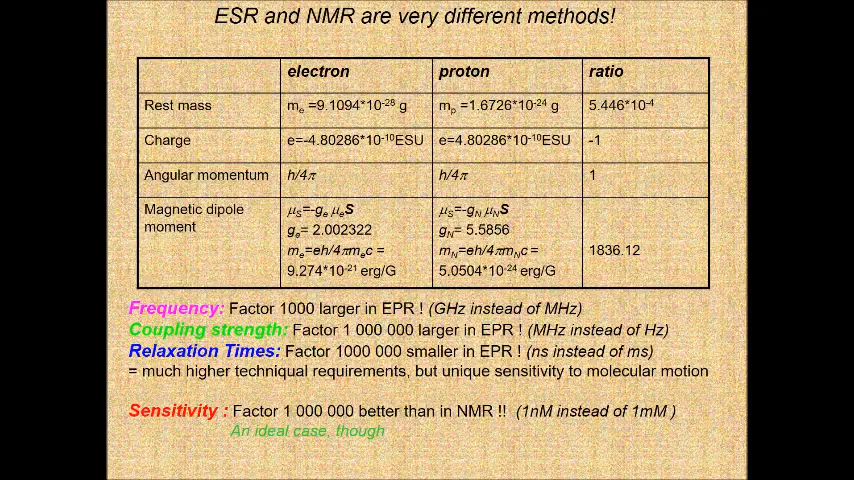 ESR and NMR are very different methods!
electron proton ratio
Rest mass mₑ =9.1094*10⁻²⁸ g mₚ =1.6726*10⁻²⁴ g 5.446*10⁻⁴
Charge e=-4.80286*10⁻¹⁰ESU e=4.80286*10⁻¹⁰ESU -1
Angular momentum h/4π h/4π 1
Magnetic dipole moment
μS=-gₑ μₑS
gₑ= 2.002322
mₑ=eh/4πmₑc =
9.274*10⁻²¹ erg/G
μS=-gN μNS
gN= 5.5856
mN=eh/4πmNc =
5.0504*10⁻²⁴ erg/G
1836.12
Frequency: Factor 1000 larger in EPR ! (GHz instead of MHz)
Coupling strength: Factor 1 000 000 larger in EPR ! (MHz instead of Hz)
Relaxation Times: Factor 1000 000 smaller in EPR ! (ns instead of ms)
= much higher techniqual requirements, but unique sensitivity to molecular motion
Sensitivity : Factor 1 000 000 better than in NMR !! (1nM instead of 1mM )
An ideal case, though